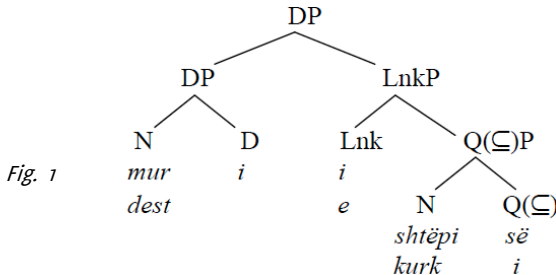 DP
DP LnkP
N D Lnk Q(⊆)P
Fig. 1 mur i i
dest e N Q(⊆)
shtëpi së
kurk i